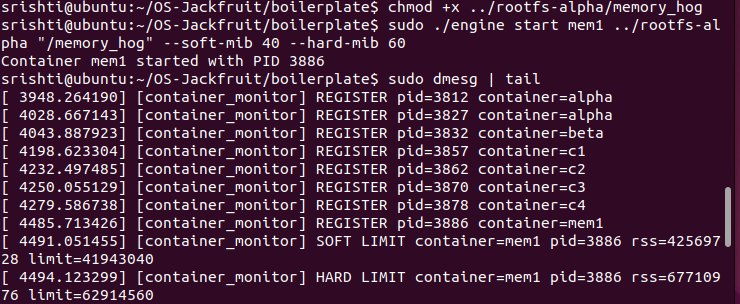 srishti@ubuntu:~/OS-Jackfruit/boilerplate$ chmod +x ../rootfs-alpha/memory_hog
srishti@ubuntu:~/OS-Jackfruit/boilerplate$ sudo ./engine start mem1 ../rootfs-al
pha "/memory_hog" --soft-mib 40 --hard-mib 60
Container mem1 started with PID 3886
srishti@ubuntu:~/OS-Jackfruit/boilerplate$ sudo dmesg | tail
[ 3948.264190] [container_monitor] REGISTER pid=3812 container=alpha
[ 4028.667143] [container_monitor] REGISTER pid=3827 container=alpha
[ 4043.887923] [container_monitor] REGISTER pid=3832 container=beta
[ 4198.623304] [container_monitor] REGISTER pid=3857 container=c1
[ 4232.497485] [container_monitor] REGISTER pid=3862 container=c2
[ 4250.055129] [container_monitor] REGISTER pid=3870 container=c3
[ 4279.586738] [container_monitor] REGISTER pid=3878 container=c4
[ 4485.713426] [container_monitor] REGISTER pid=3886 container=mem1
[ 4491.051455] [container_monitor] SOFT LIMIT container=mem1 pid=3886 rss=425697
28 limit=41943040
[ 4494.123299] [container_monitor] HARD LIMIT container=mem1 pid=3886 rss=677109
76 limit=62914560